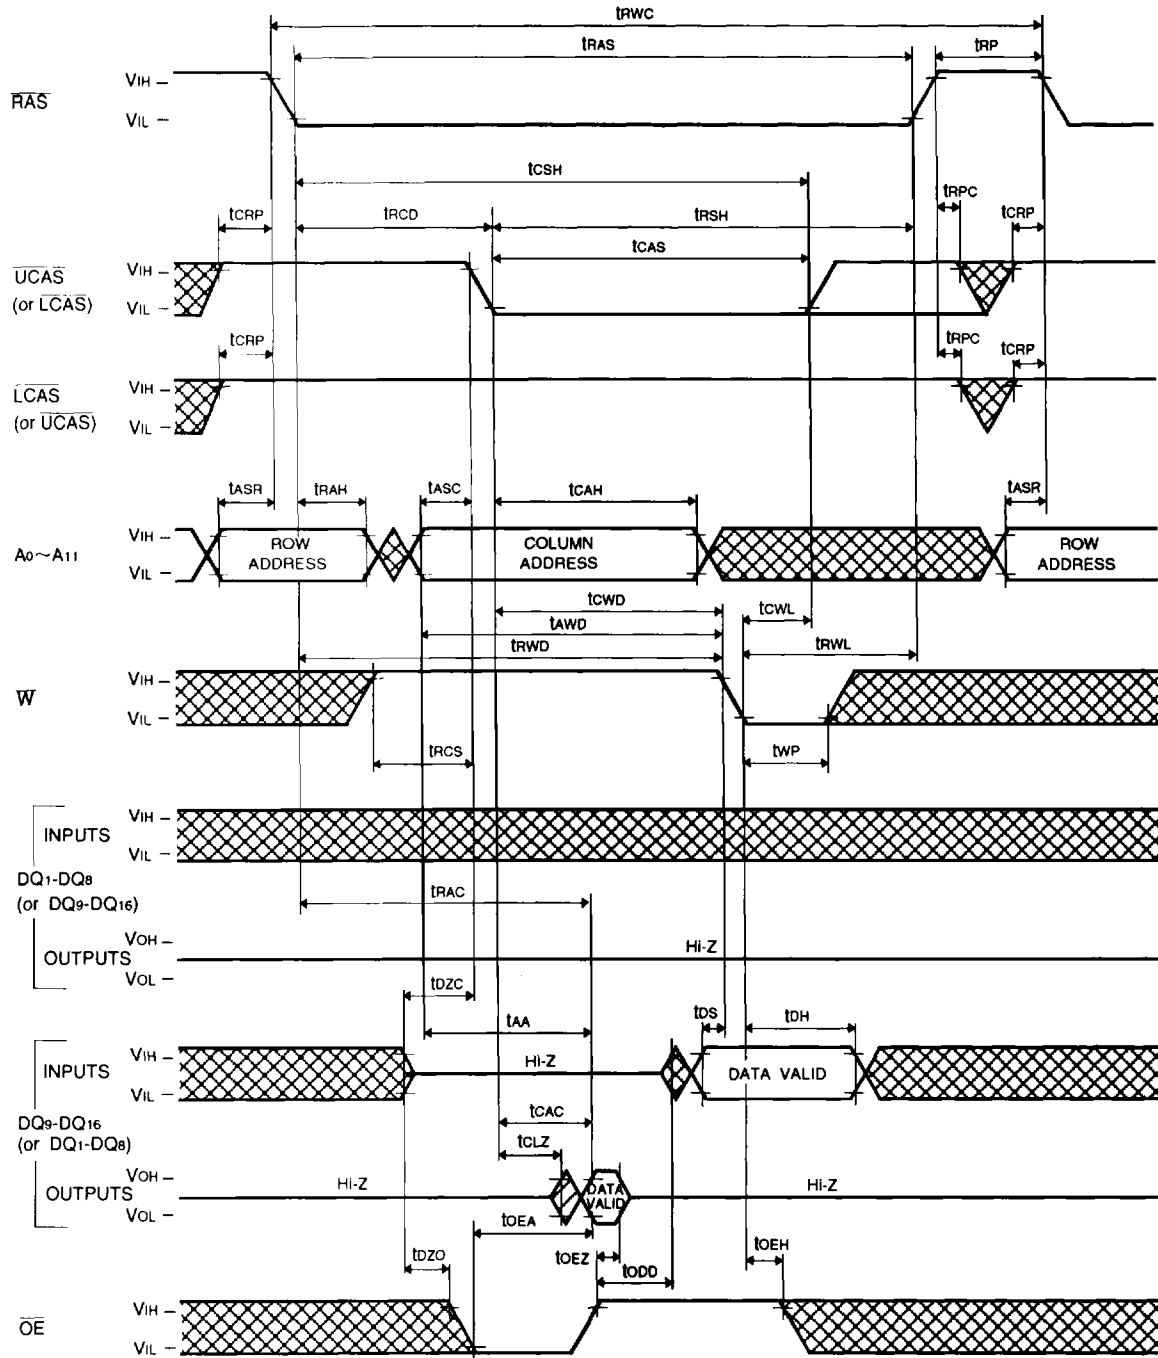 tRWC
tRAS
tRP
RAS
VIH
VIL
tCSH
tCRP
tRCD
tRSH
tRPC
tCRP
tCAS
UCAS
(or LCAS)
VIH
VIL
tCRP
tRPC
tCRP
LCAS
(or UCAS)
VIH
VIL
tASR
tRAH
tASC
tCAH
tASR
A0~A11
VIH
VIL
ROW
ADDRESS
COLUMN
ADDRESS
ROW
ADDRESS
tCWD
tCWL
tAWD
tRWD
tRWL
W
VIH
VIL
tRCS
tWP
INPUTS
VIH
VIL
DQ1-DQ8
(or DQ9-DQ16)
tRAC
OUTPUTS
VOH
VOL
Hi-Z
tDZC
tAA
tDS
tDH
INPUTS
VIH
VIL
Hi-Z
DATA VALID
DQ9-DQ16
(or DQ1-DQ8)
tCAC
tCLZ
OUTPUTS
VOH
VOL
Hi-Z
DATA
VALID
Hi-Z
tOEA
tDZO
tOEZ
tODD
tOEH
OE
VIH
VIL